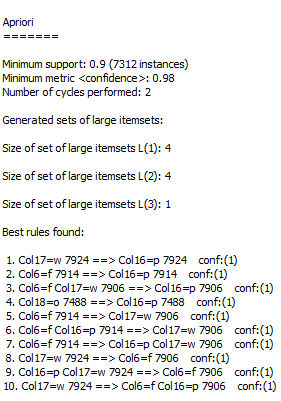 Apriori
=======
Minimum support: 0.9 (7312 instances)
Minimum metric <confidence>: 0.98
Number of cycles performed: 2
Generated sets of large itemsets:
Size of set of large itemsets L(1): 4
Size of set of large itemsets L(2): 4
Size of set of large itemsets L(3): 1
Best rules found:
1. Col17=w 7924 ==> Col16=p 7924 conf:(1)
2. Col6=f 7914 ==> Col16=p 7914 conf:(1)
3. Col6=f Col17=w 7906 ==> Col16=p 7906 conf:(1)
4. Col18=o 7488 ==> Col16=p 7488 conf:(1)
5. Col6=f 7914 ==> Col17=w 7906 conf:(1)
6. Col6=f Col16=p 7914 ==> Col17=w 7906 conf:(1)
7. Col6=f 7914 ==> Col16=p Col17=w 7906 conf:(1)
8. Col17=w 7924 ==> Col6=f 7906 conf:(1)
9. Col16=p Col17=w 7924 ==> Col6=f 7906 conf:(1)
10. Col17=w 7924 ==> Col6=f Col16=p 7906 conf:(1)